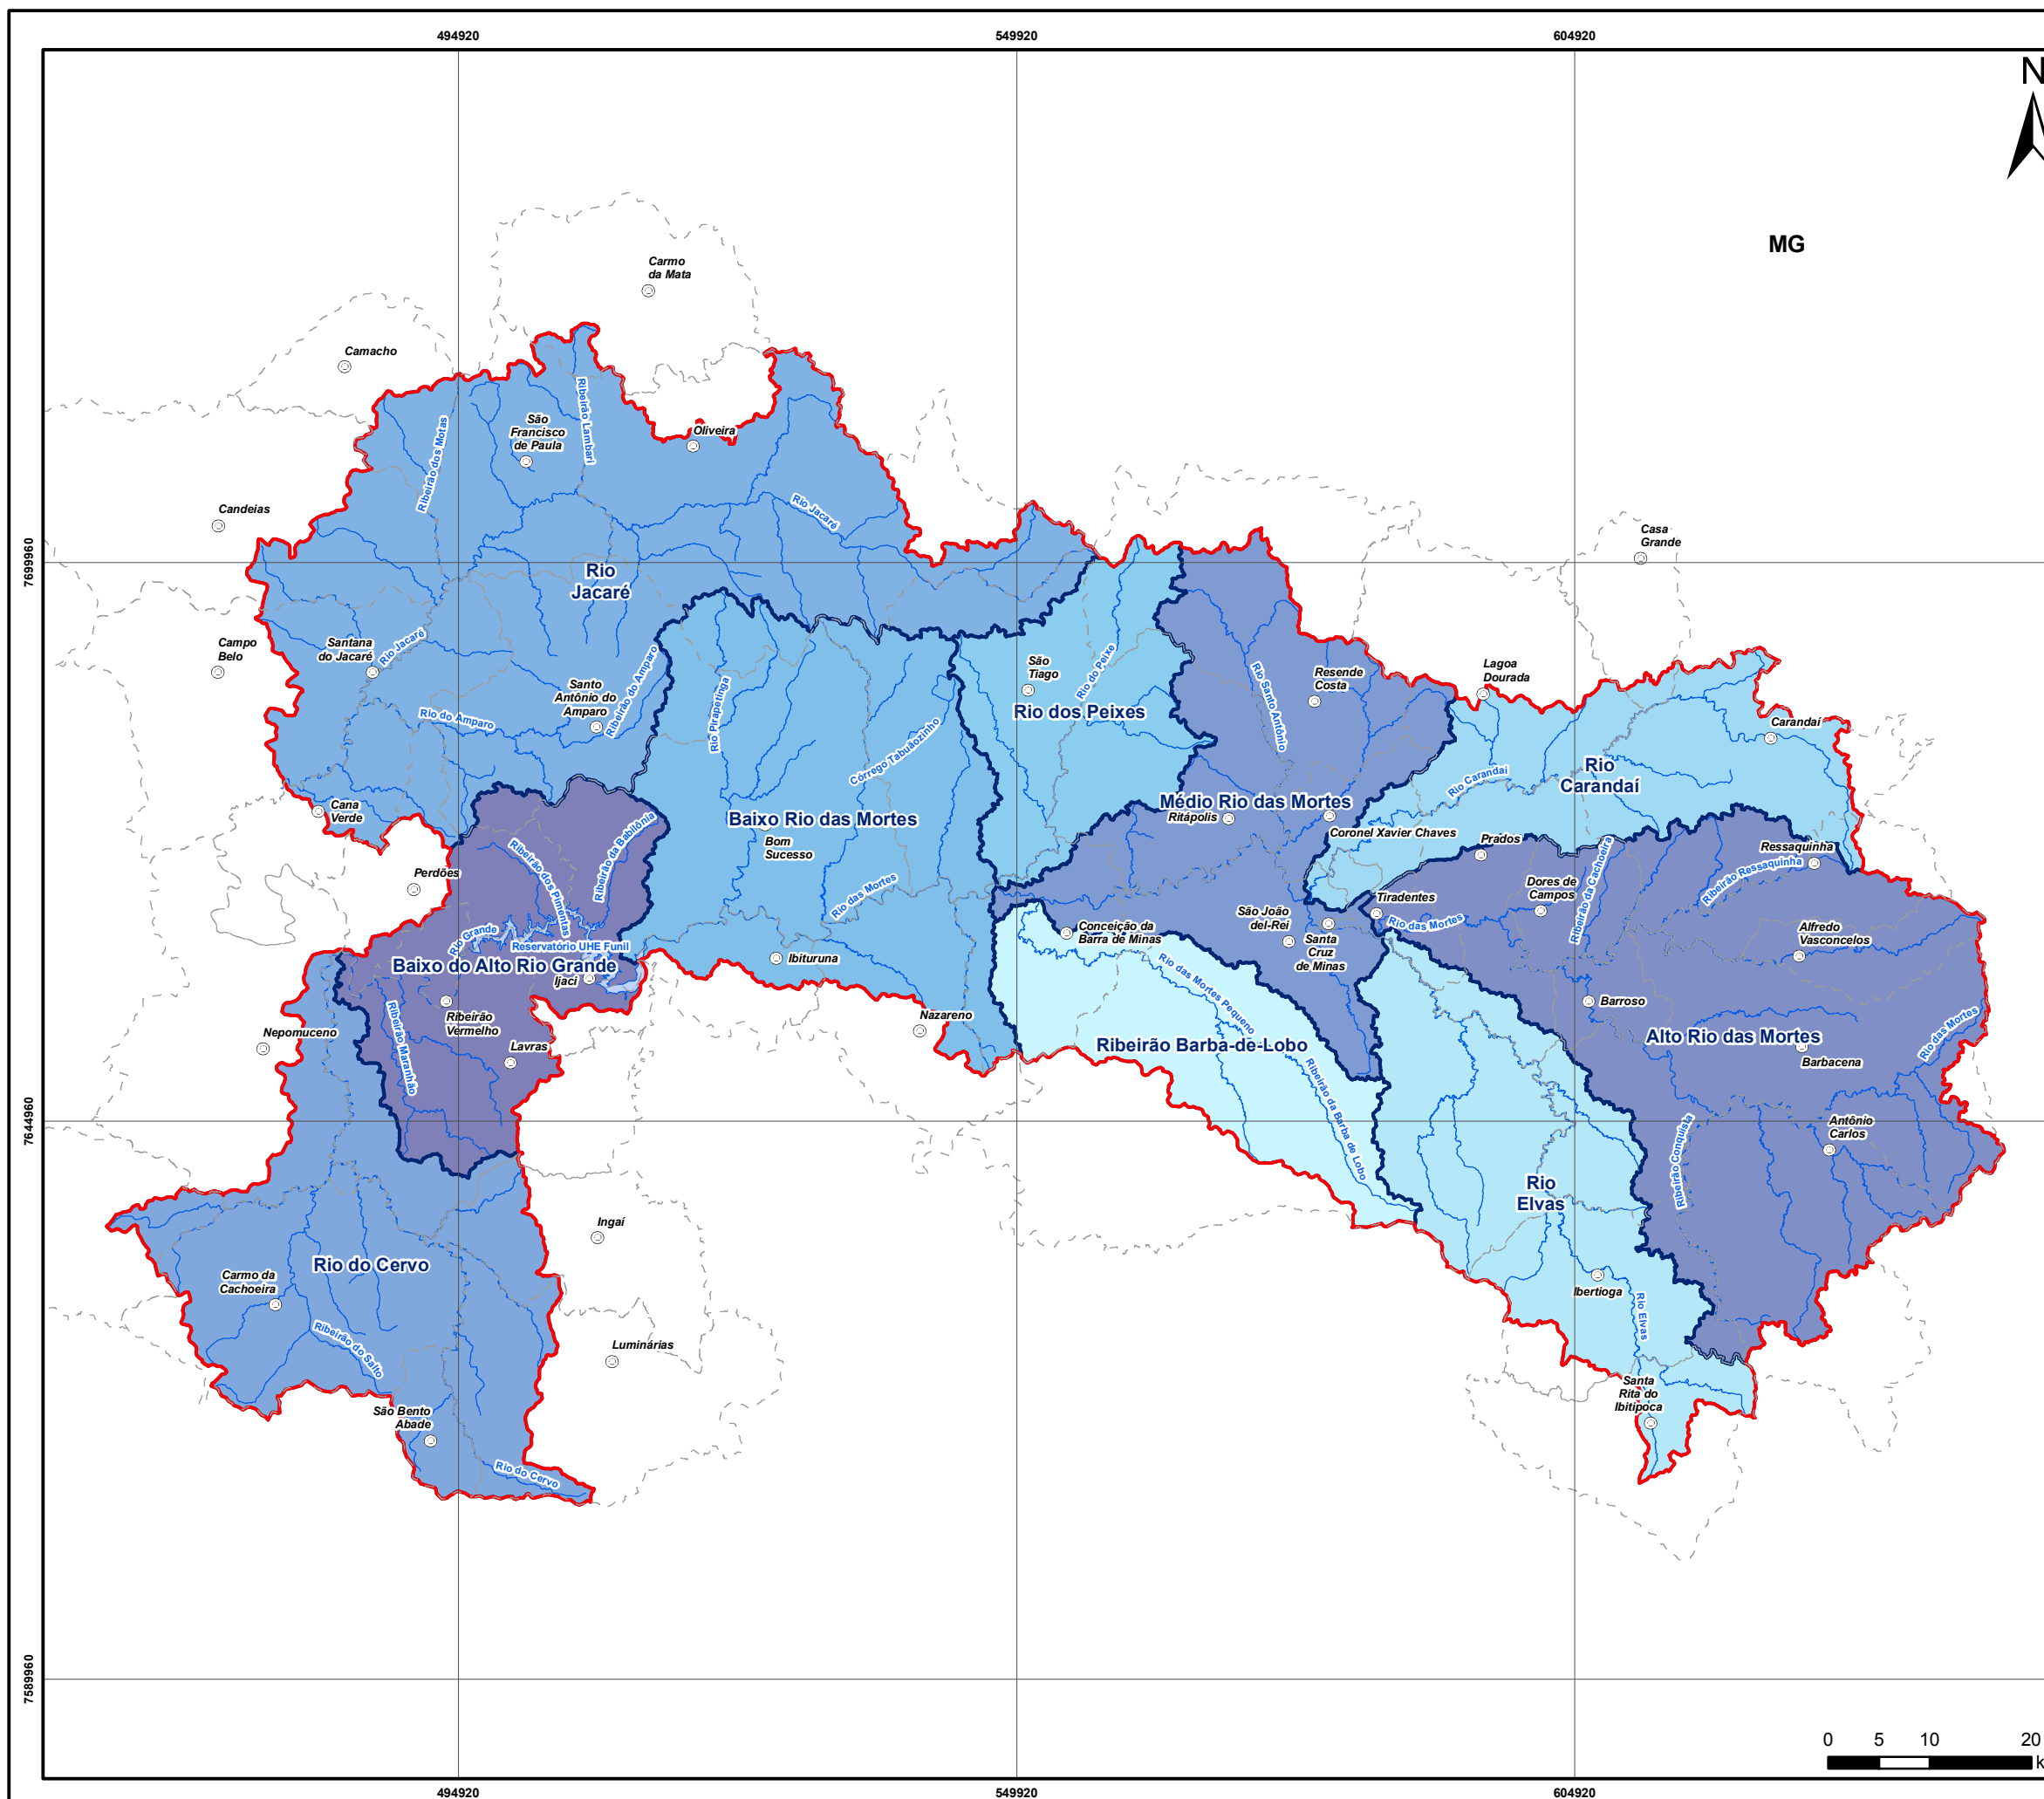 494920
549920
604920
N
MG
Carmo
da Mata
Camacho
São
Francisco
de Paula
Ribeirão Lambari
Ribeirão dos Motas
Oliveira
Candeias
Rio Jacaré
Casa
Grande
7699960
Rio
Jacaré
Campo
Belo
Santana
do Jacaré
Rio Jacaré
Santo
Antônio do
Amparo
Ribeirão do Amparo
Rio do Amparo
Rio Pirapetinga
Córrego Tabuãozinho
São
Tiago
Rio do Peixe
Rio dos Peixes
Rio Santo Antônio
Resende
Costa
Lagoa
Dourada
Carandaí
Rio Carandaí
Rio
Carandaí
Cana
Verde
Baixo Rio das Mortes
Bom
Sucesso
Médio Rio das Mortes
Ritápolis
Coronel Xavier Chaves
Prados
Ressaquinha
Ribeirão Ressaquinha
Perdões
Ribeirão dos Pimentas
Ribeirão da Babilônia
Rio das Mortes
Dores de
Campos
Ribeirão da Cachoeira
Tiradentes
Rio das Mortes
São João
del-Rei
Santa
Cruz
de Minas
Conceição da
Barra de Minas
Alfredo
Vasconcelos
Rio Grande
Reservatório UHE Funil
Baixo do Alto Rio Grande
Ijaci
Ibituruna
Rio das Mortes Pequeno
Barroso
Nepomuceno
Ribeirão Maranhão
Ribeirão
Vermelho
Lavras
Nazareno
Ribeirão Barba-de-Lobo
Ribeirão da Barba de Lobo
Alto Rio das Mortes
Barbacena
Rio das Mortes
7644960
Ribeirão Conquista
Antônio
Carlos
Rio
Elvas
Ingaí
Rio do Cervo
Carmo da
Cachoeira
Ribeirão do Salto
Ibertioga
Rio Elvas
Luminárias
São Bento
Abade
Santa
Rita do
Ibitipoca
Rio do Cervo
7589960
0 5 10 20
k
494920
549920
604920